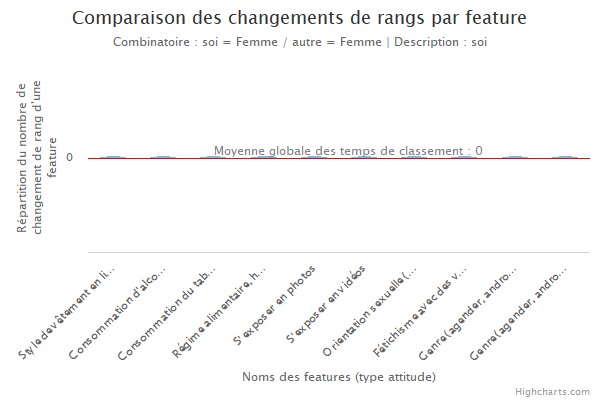 Comparaison des changements de rangs par feature
Combinatoire : soi = Femme / autre = Femme | Description : soi
Répartition du nombre de
changement de rang d'une
feature
0
Moyenne globale des temps de classement : 0
Style de vêtement en li...
Consommation d'alco...
Consommation du tab...
Régime alimentaire, h...
S'exposer en photos
S'exposer en vidéos
Orientation sexuelle (...
Fétichisme avec des v...
Genre (agender, andro...
Genre (agender, andro...
Noms des features (type attitude)
Highcharts.com